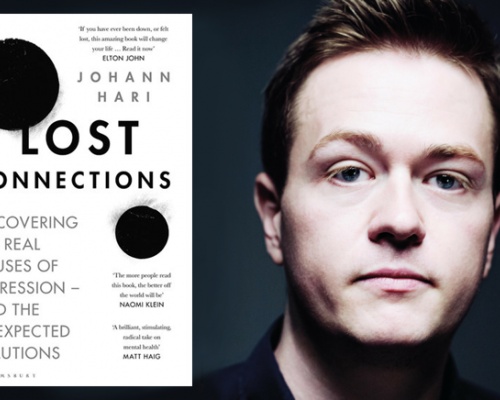 'If you have ever been down, or felt
lost, this amazing book will change
your life ... Read it now'
ELTON JOHN
JOHANN
HARI
LOST
ONNECTIONS
COVERING
REAL
USES OF
RESSION –
D THE
EXPECTED
LUTIONS
'The more people read
this book, the better off
the world will be'
NAOMI KLEIN
'A brilliant, stimulating,
radical take on
mental health'
MATT HAIG
MSBURY